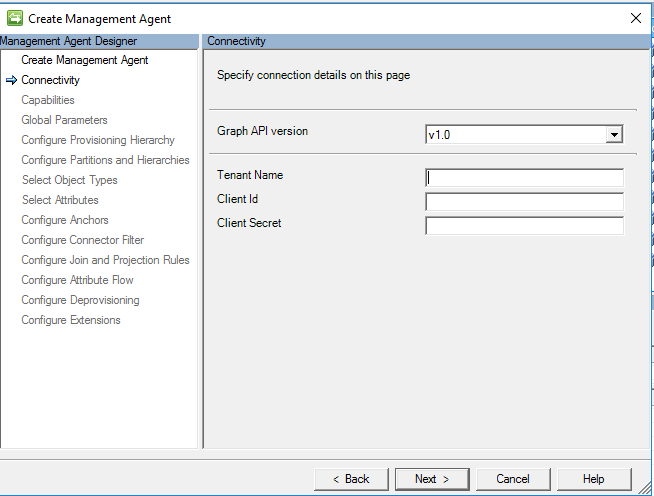 Create Management Agent
Management Agent Designer
Create Management Agent
Connectivity
Capabilities
Global Parameters
Configure Provisioning Hierarchy
Configure Partitions and Hierarchies
Select Object Types
Select Attributes
Configure Anchors
Configure Connector Filter
Configure Join and Projection Rules
Configure Attribute Flow
Configure Deprovisioning
Configure Extensions
Connectivity
Specify connection details on this page
Graph API version
v1.0
Tenant Name
Client Id
Client Secret
< Back
Next >
Cancel
Help